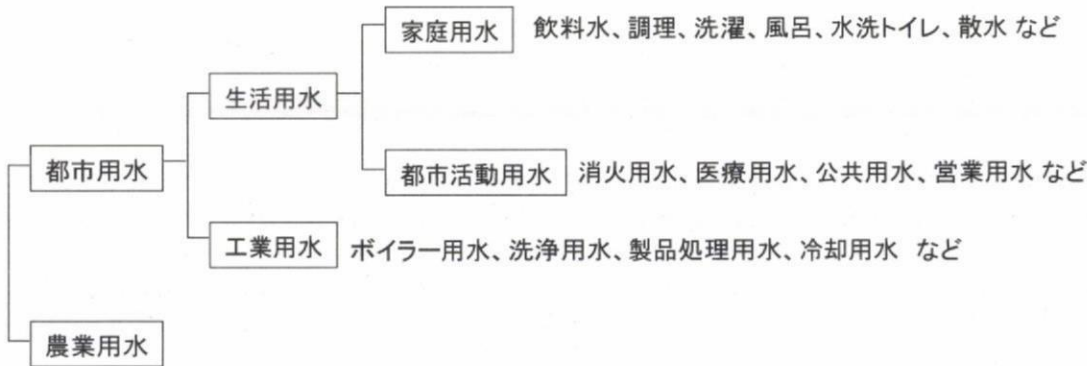 家庭用水 飲料水、調理、洗濯、風呂、水洗トイレ、散水 など
生活用水
都市用水
都市活動用水 消火用水、医療用水、公共用水、営業用水 など
工業用水 ボイラー用水、洗浄用水、製品処理用水、冷却用水 など
農業用水